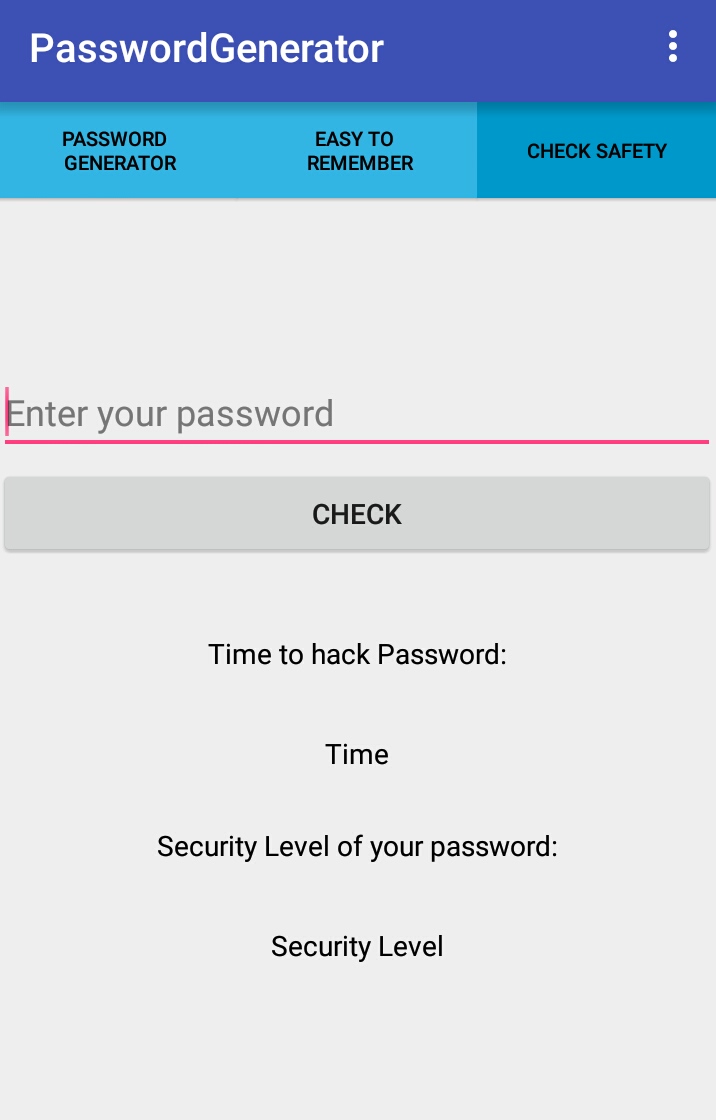 PasswordGenerator
PASSWORD
GENERATOR
EASY TO
REMEMBER
CHECK SAFETY
Enter your password
CHECK
Time to hack Password:
Time
Security Level of your password:
Security Level